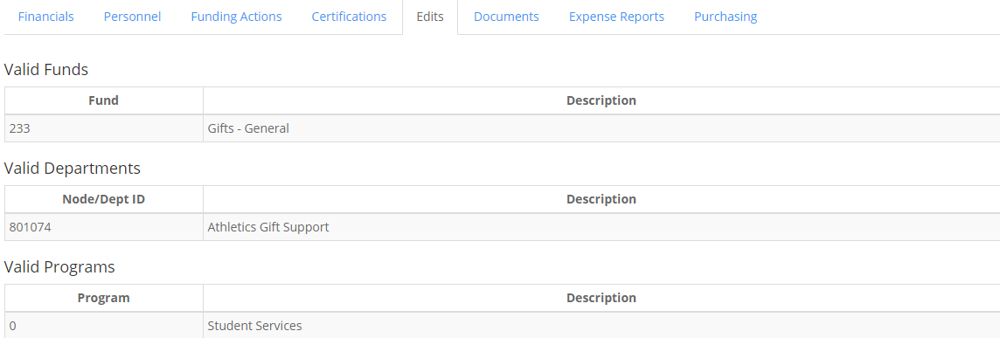 Financials Personnel Funding Actions Certifications Edits Documents Expense Reports Purchasing
Valid Funds
Fund Description
233 Gifts - General
Valid Departments
Node/Dept ID Description
801074 Athletics Gift Support
Valid Programs
Program Description
0 Student Services